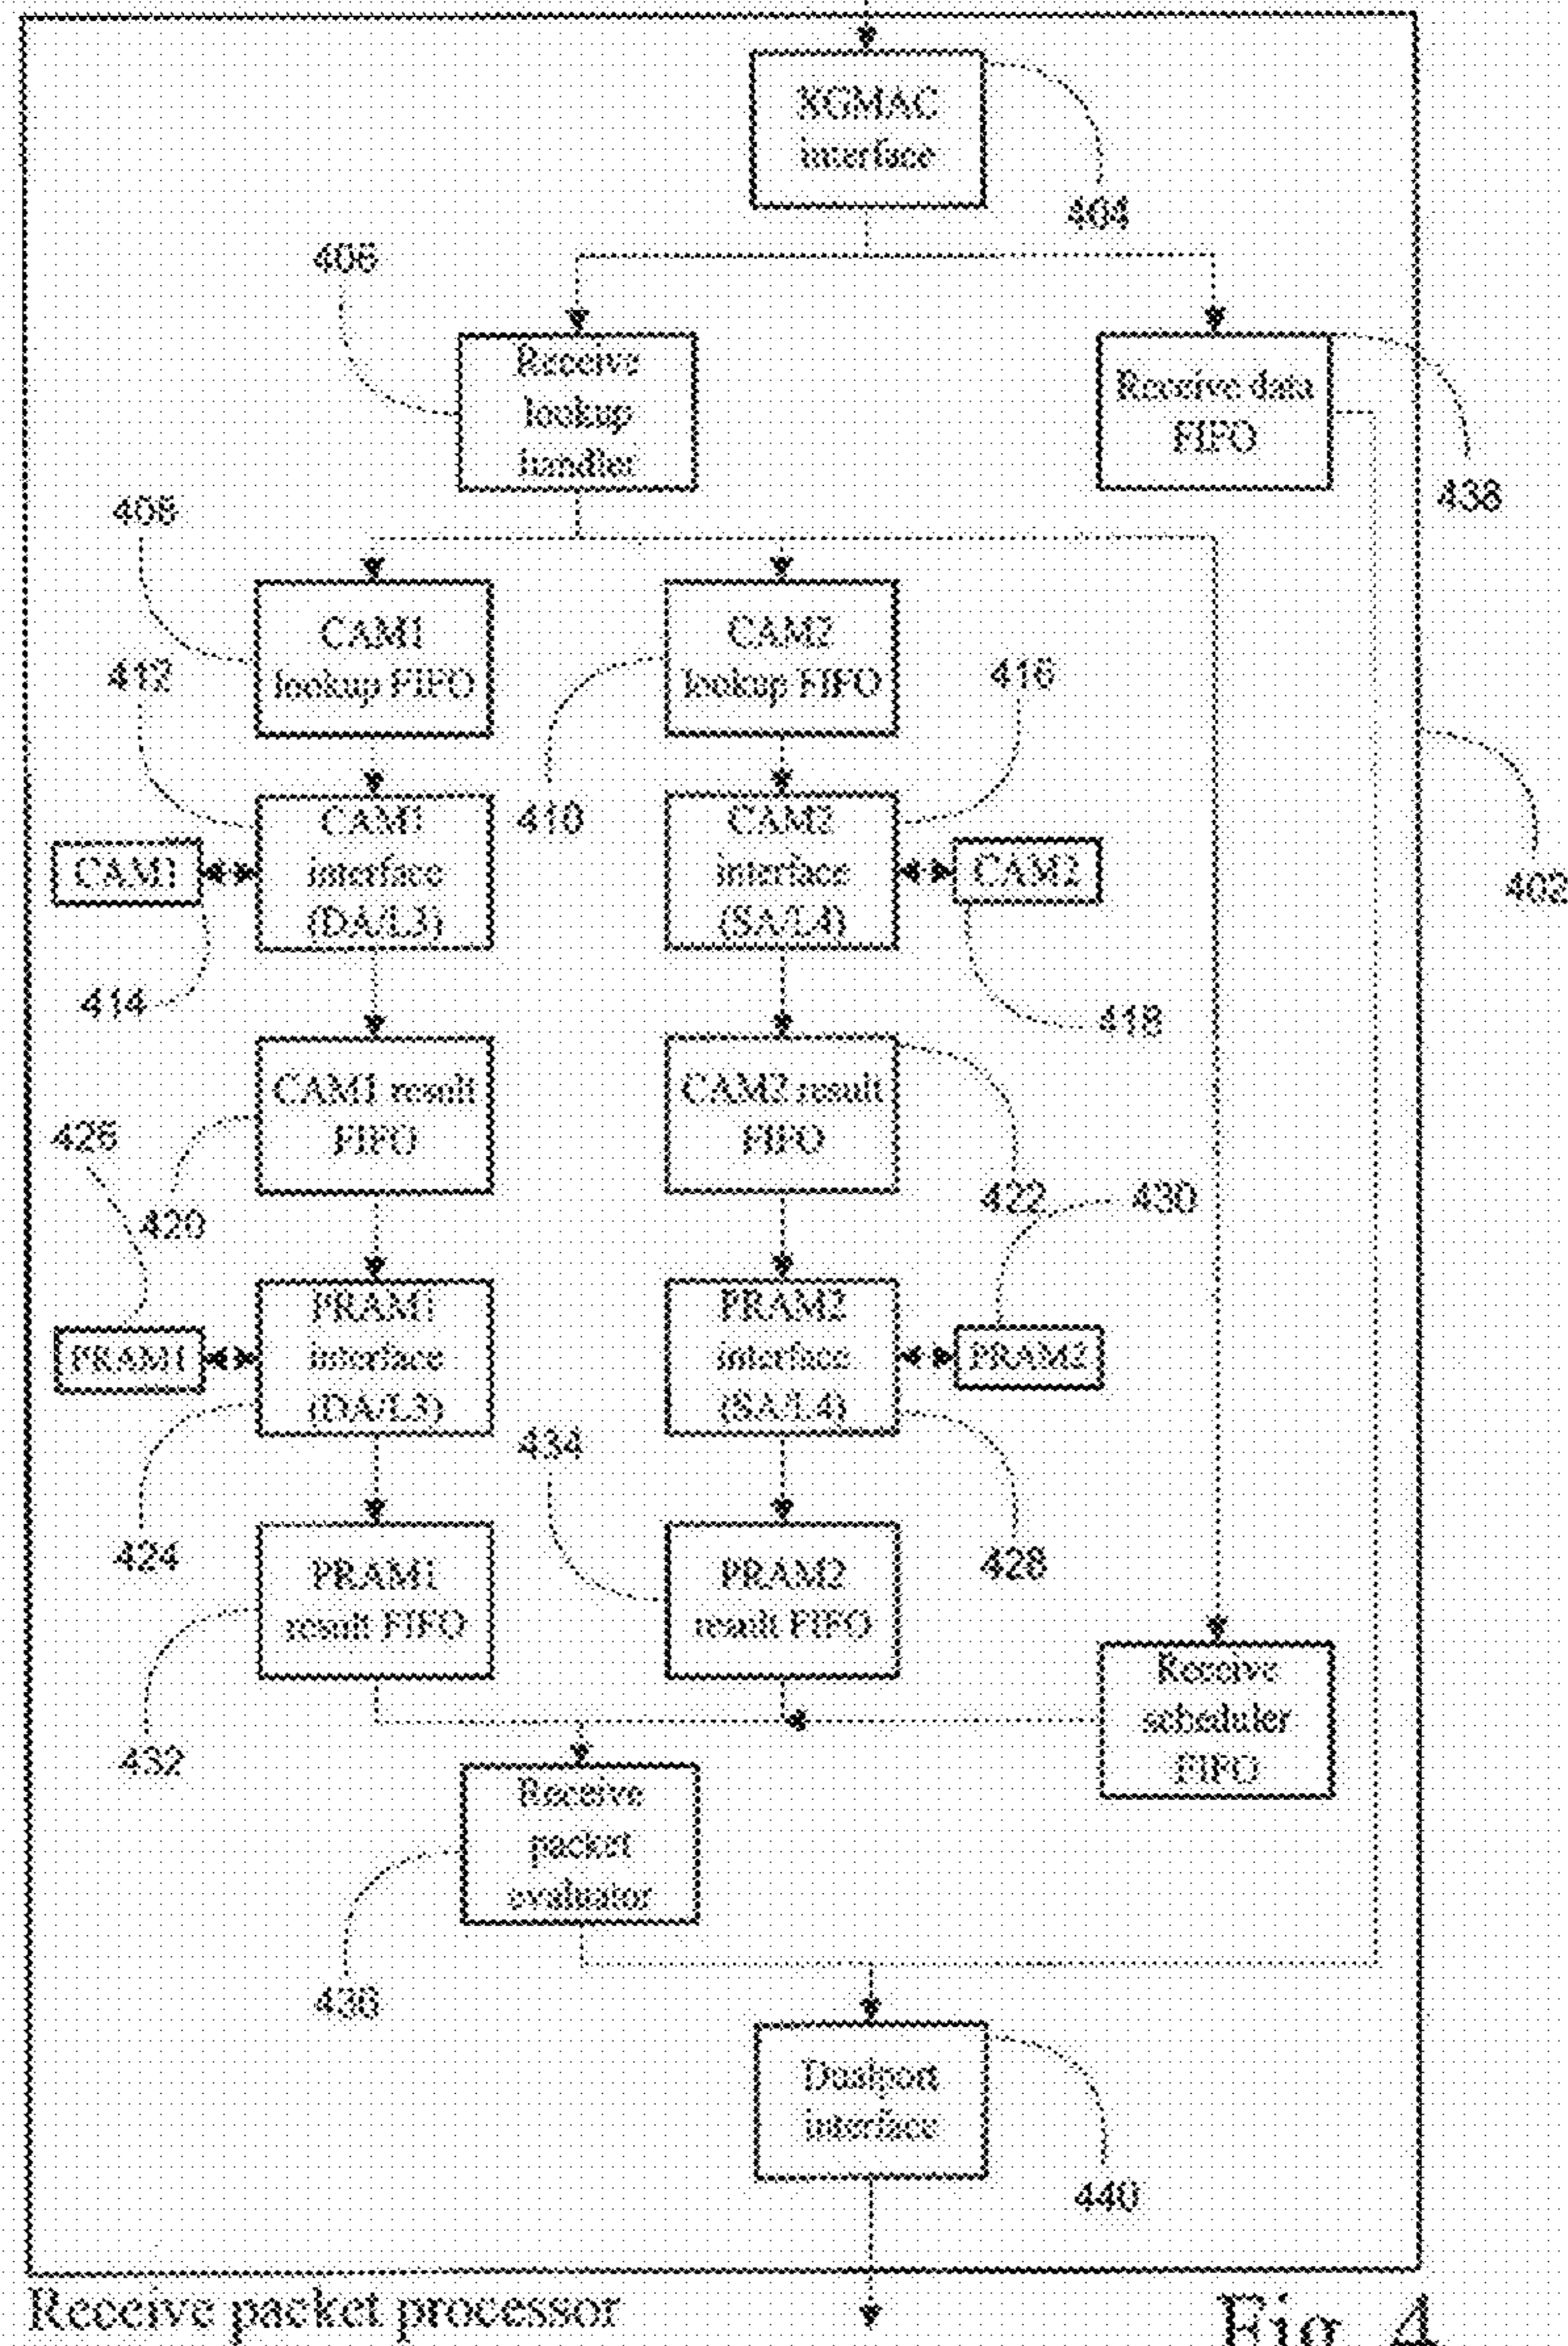 XGMAC
interface
404
406
Receive
lookup
handler
Receive data
FIFO
438
408
CAM1
lookup FIFO
CAM2
lookup FIFO
412
416
410
CAM1
interface
(DA/L3)
CAM2
interface
(SA/L4)
CAM1
CAM2
402
414
418
CAM1 result
FIFO
CAM2 result
FIFO
426
420
422
430
PRAM1
interface
(DA/L3)
PRAM2
interface
(SA/L4)
PRAM1
PRAM2
434
424
428
PRAM1
result FIFO
PRAM2
result FIFO
Receive
scheduler
FIFO
432
Receive
packet
evaluator
436
Dualport
interface
440
Receive packet processor
Fig. 4